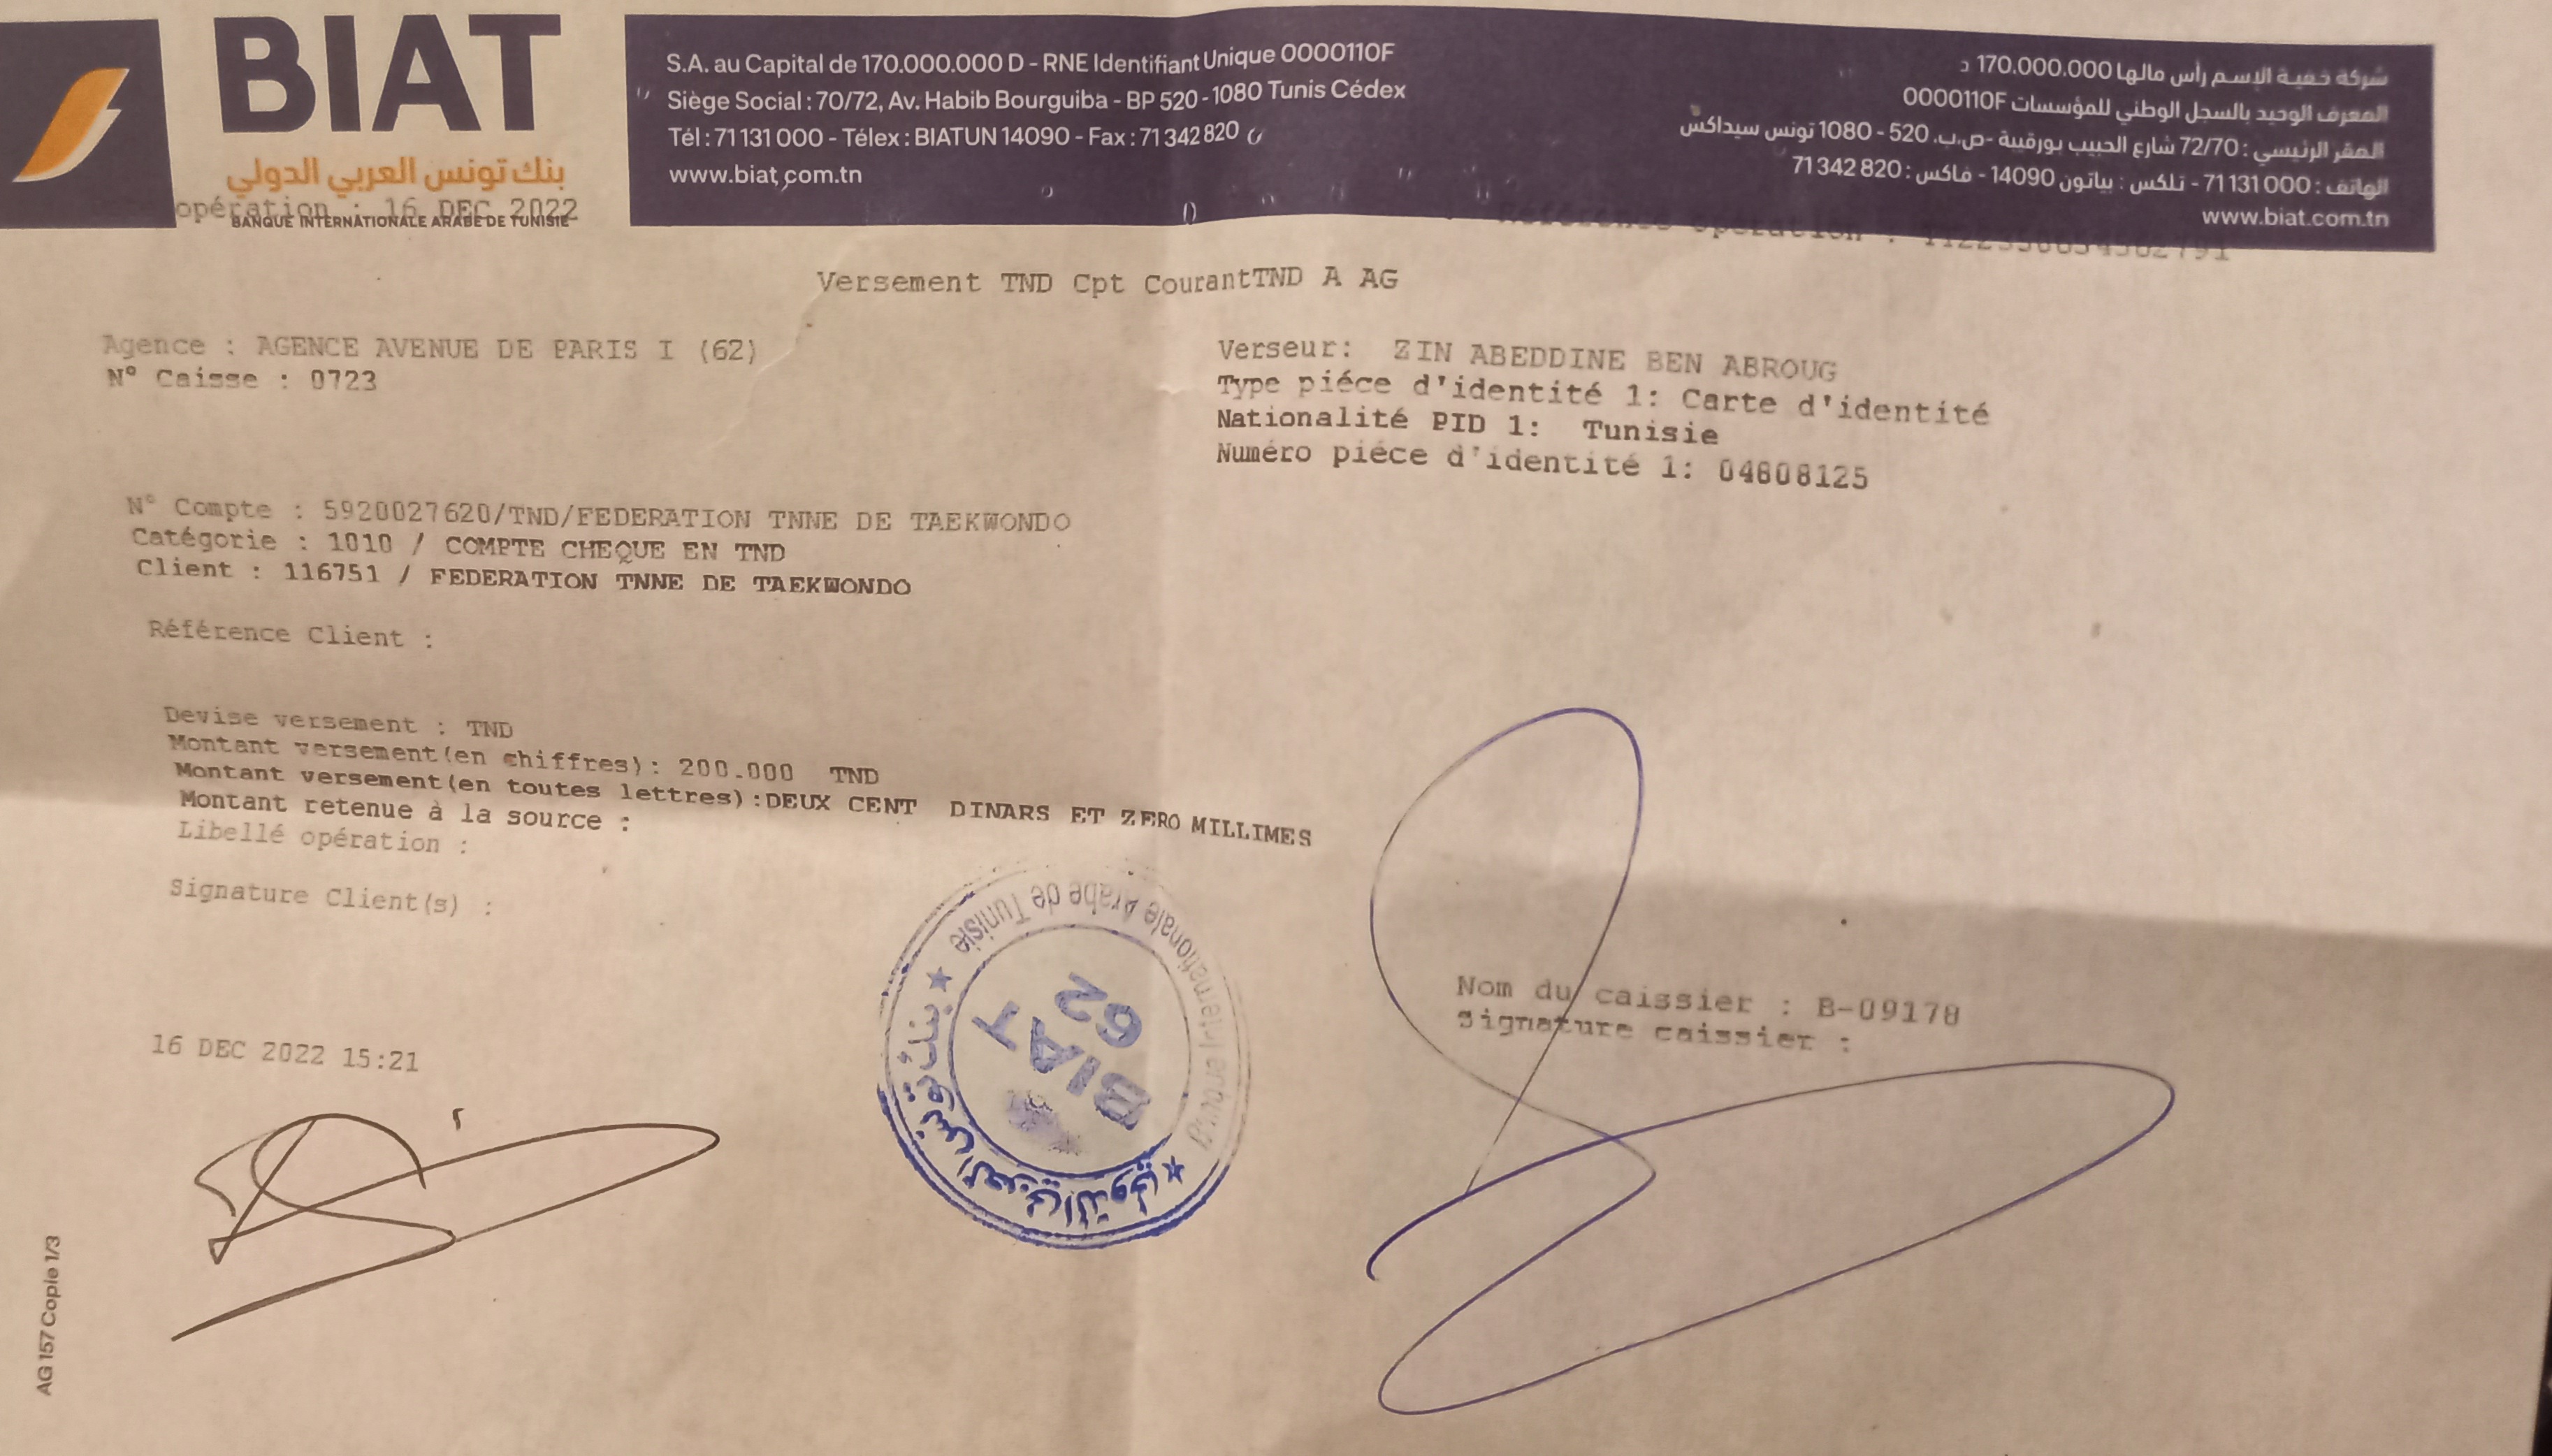 BIAT
بنك تونس العربي الدولي
BANQUE INTERNATIONALE ARABE DE TUNISIE
S.A. au Capital de 170.000.000 D - RNE Identifiant Unique 0000110F
Siège Social : 70/72, Av. Habib Bourguiba - BP 520 - 1080 Tunis Cédex
Tél : 71 131 000 - Télex : BIATUN 14090 - Fax : 71 342 820
www.biat.com.tn
شركة خفية الإسم رأس مالها 170.000.000 د
المعرف الوحيد بالسجل الوطني للمؤسسات 0000110F
المقر الرئيسي : 72/70 شارع الحبيب بورقيبة -ص.ب. 520 - 1080 تونس سيداكس
الهاتف : 71 131 000 - تلكس : بياتون 14090 - فاكس : 71 342 820
www.biat.com.tn
opération : 16 DEC 2022
Référence opération :
Versement TND Cpt CourantTND A AG
Agence : AGENCE AVENUE DE PARIS I (62)
N° Caisse : 0723
Verseur: ZIN ABEDDINE BEN ABROUG
Type piéce d'identité 1: Carte d'identité
Nationalité PID 1: Tunisie
Numéro piéce d'identité 1: 04808125
N° Compte : 5920027620/TND/FEDERATION TNNE DE TAEKWONDO
Catégorie : 1010 / COMPTE CHEQUE EN TND
Client : 116751 / FEDERATION TNNE DE TAEKWONDO
Référence Client :
Devise versement : TND
Montant versement(en chiffres): 200.000 TND
Montant versement(en toutes lettres):DEUX CENT DINARS ET ZERO MILLIMES
Montant retenue à la source :
Libellé opération :
Signature Client(s) :
Nom du caissier : B-09178
Signature caissier :
16 DEC 2022 15:21
بنك تونس العربي الدولي
Internationale Arabe de Tunisie
BIAT
62
AG 157 Copie 1/3